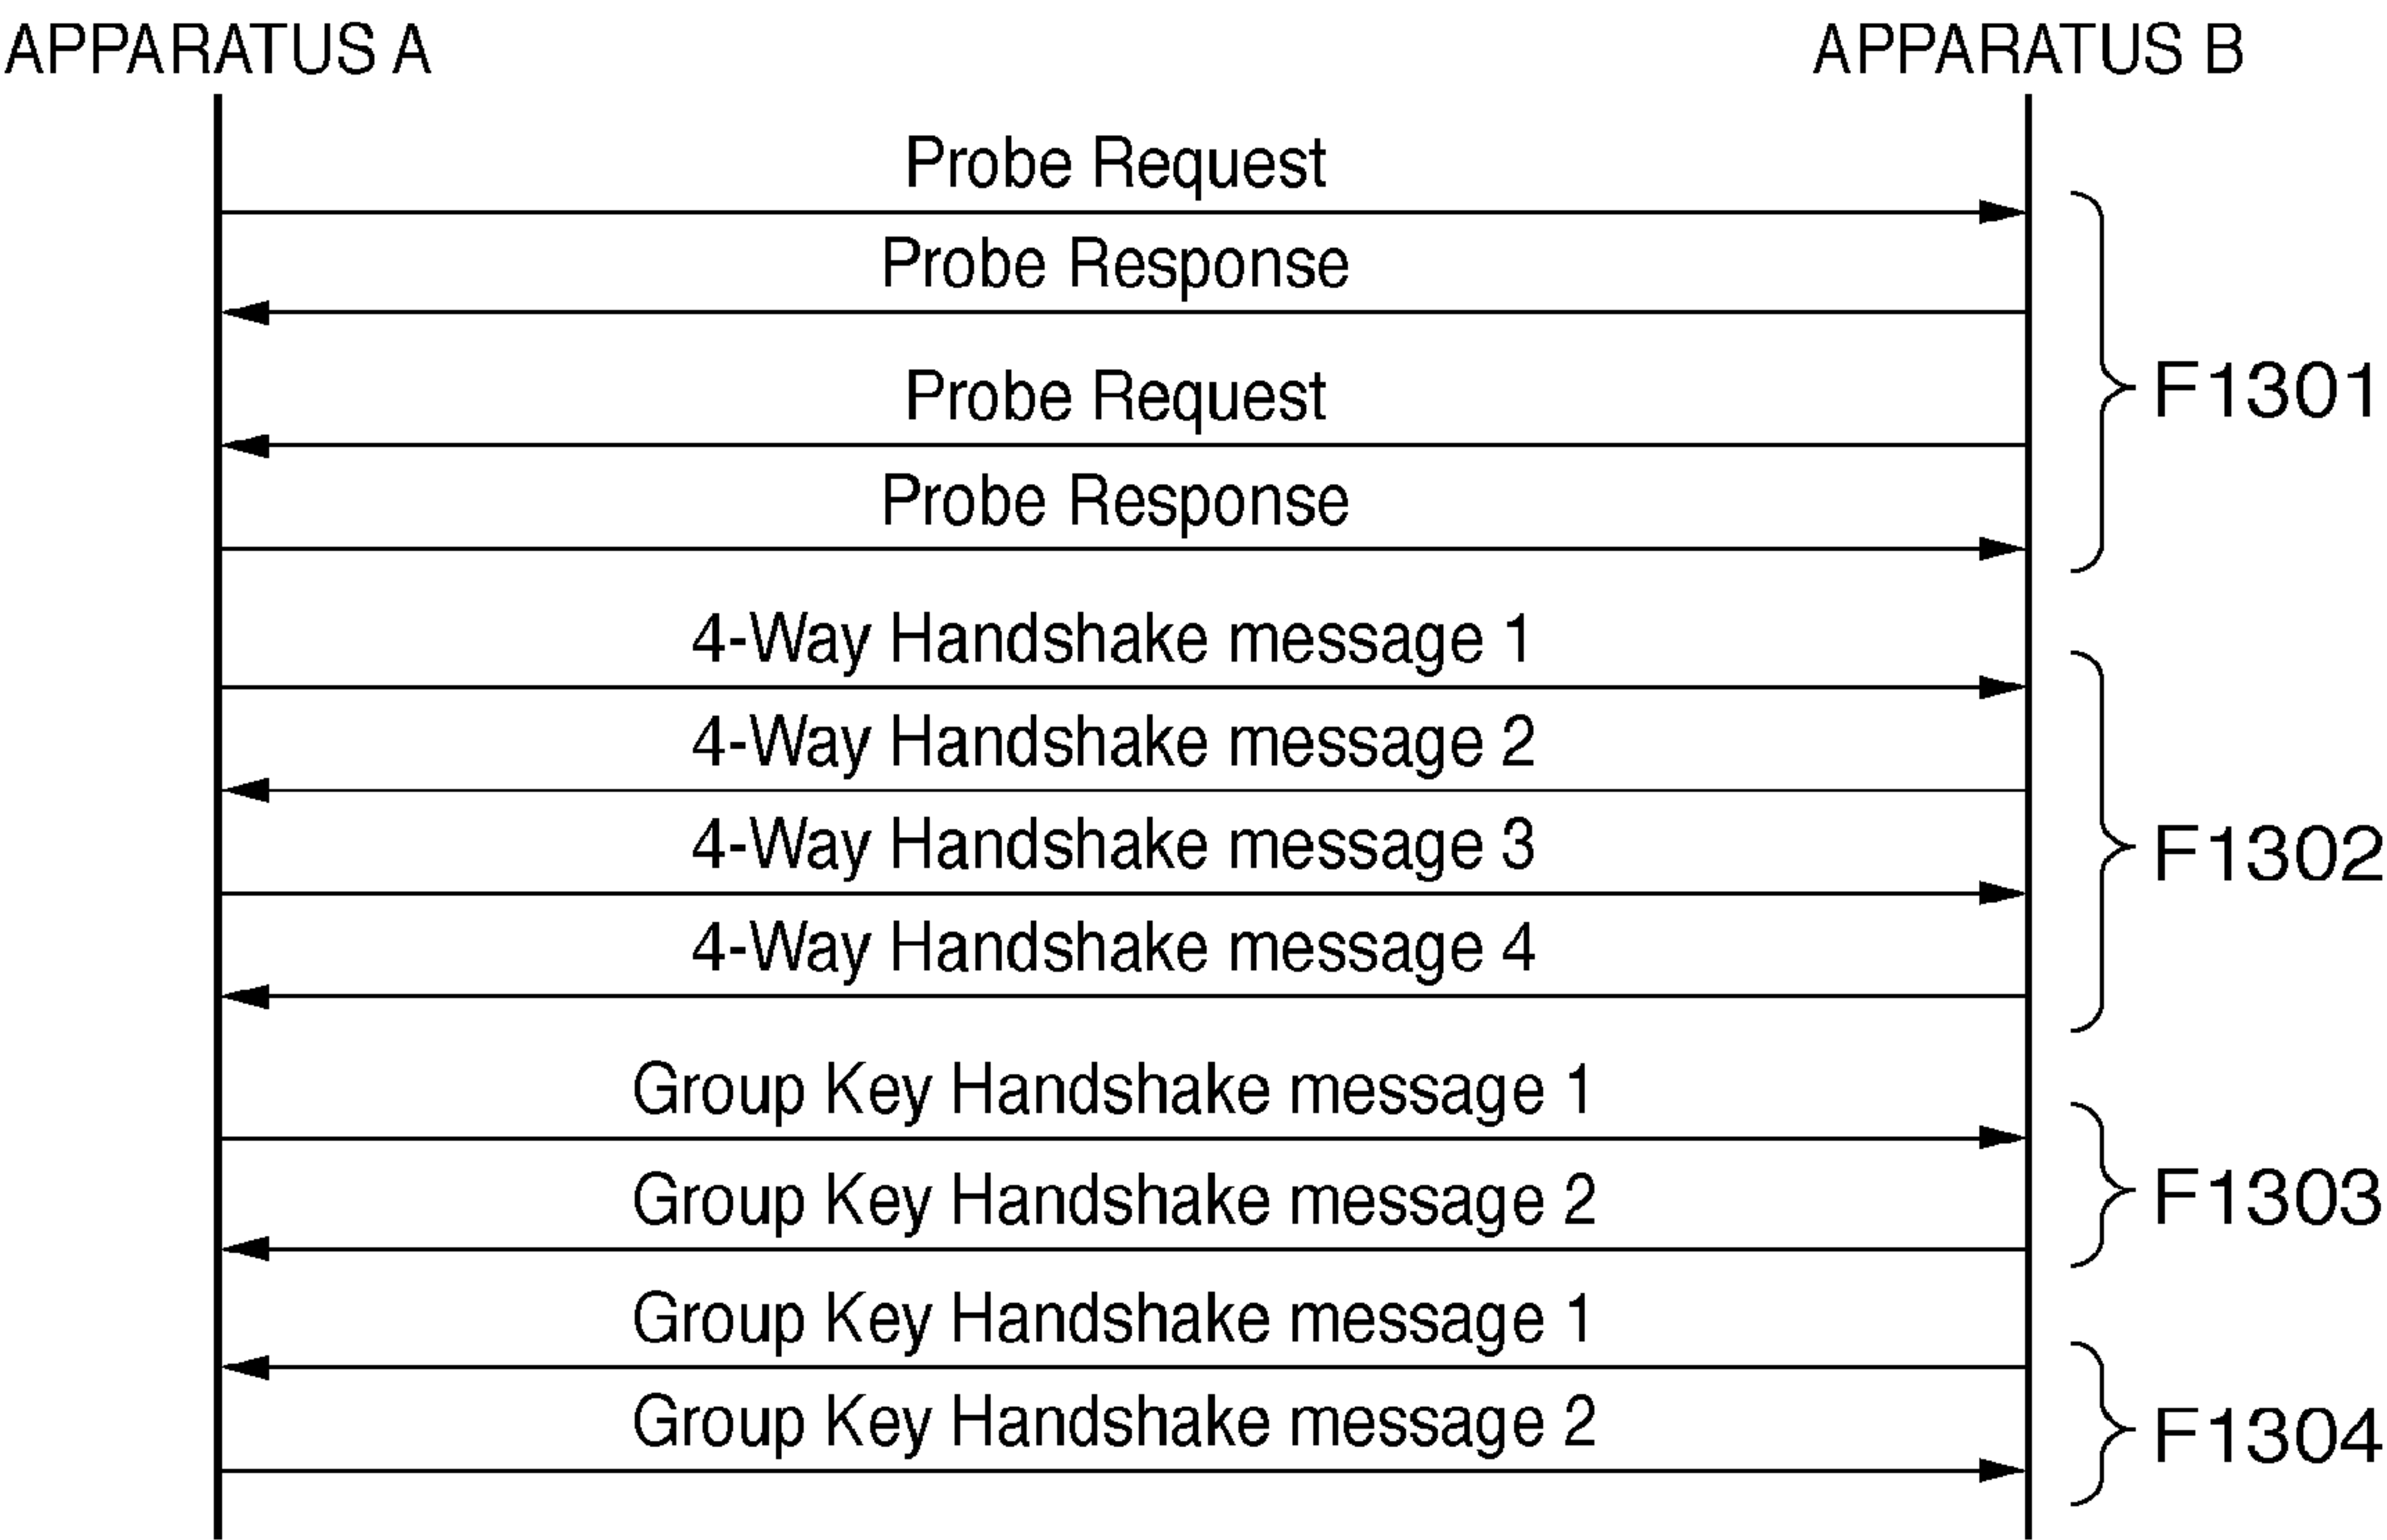 APPARATUS A
APPARATUS B
Probe Request
Probe Response
Probe Request
F1301
Probe Response
4-Way Handshake message 1
4-Way Handshake message 2
4-Way Handshake message 3
F1302
4-Way Handshake message 4
Group Key Handshake message 1
Group Key Handshake message 2
F1303
Group Key Handshake message 1
Group Key Handshake message 2
F1304